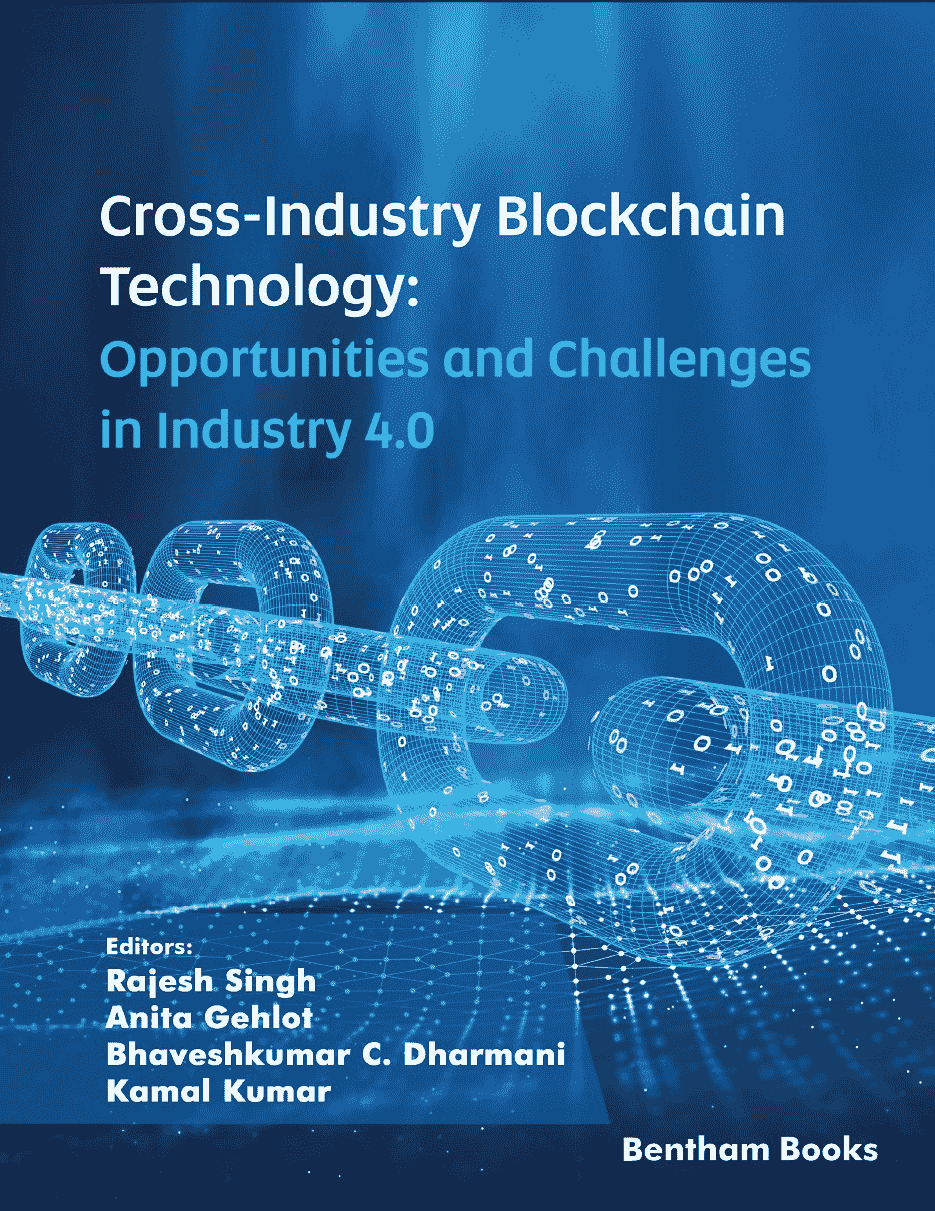 Cross-Industry Blockchain
Technology:
Opportunities and Challenges
in Industry 4.0
Editors:
Rajesh Singh
Anita Gehlot
Bhaveshkumar C. Dharmani
Kamal Kumar
Bentham Books